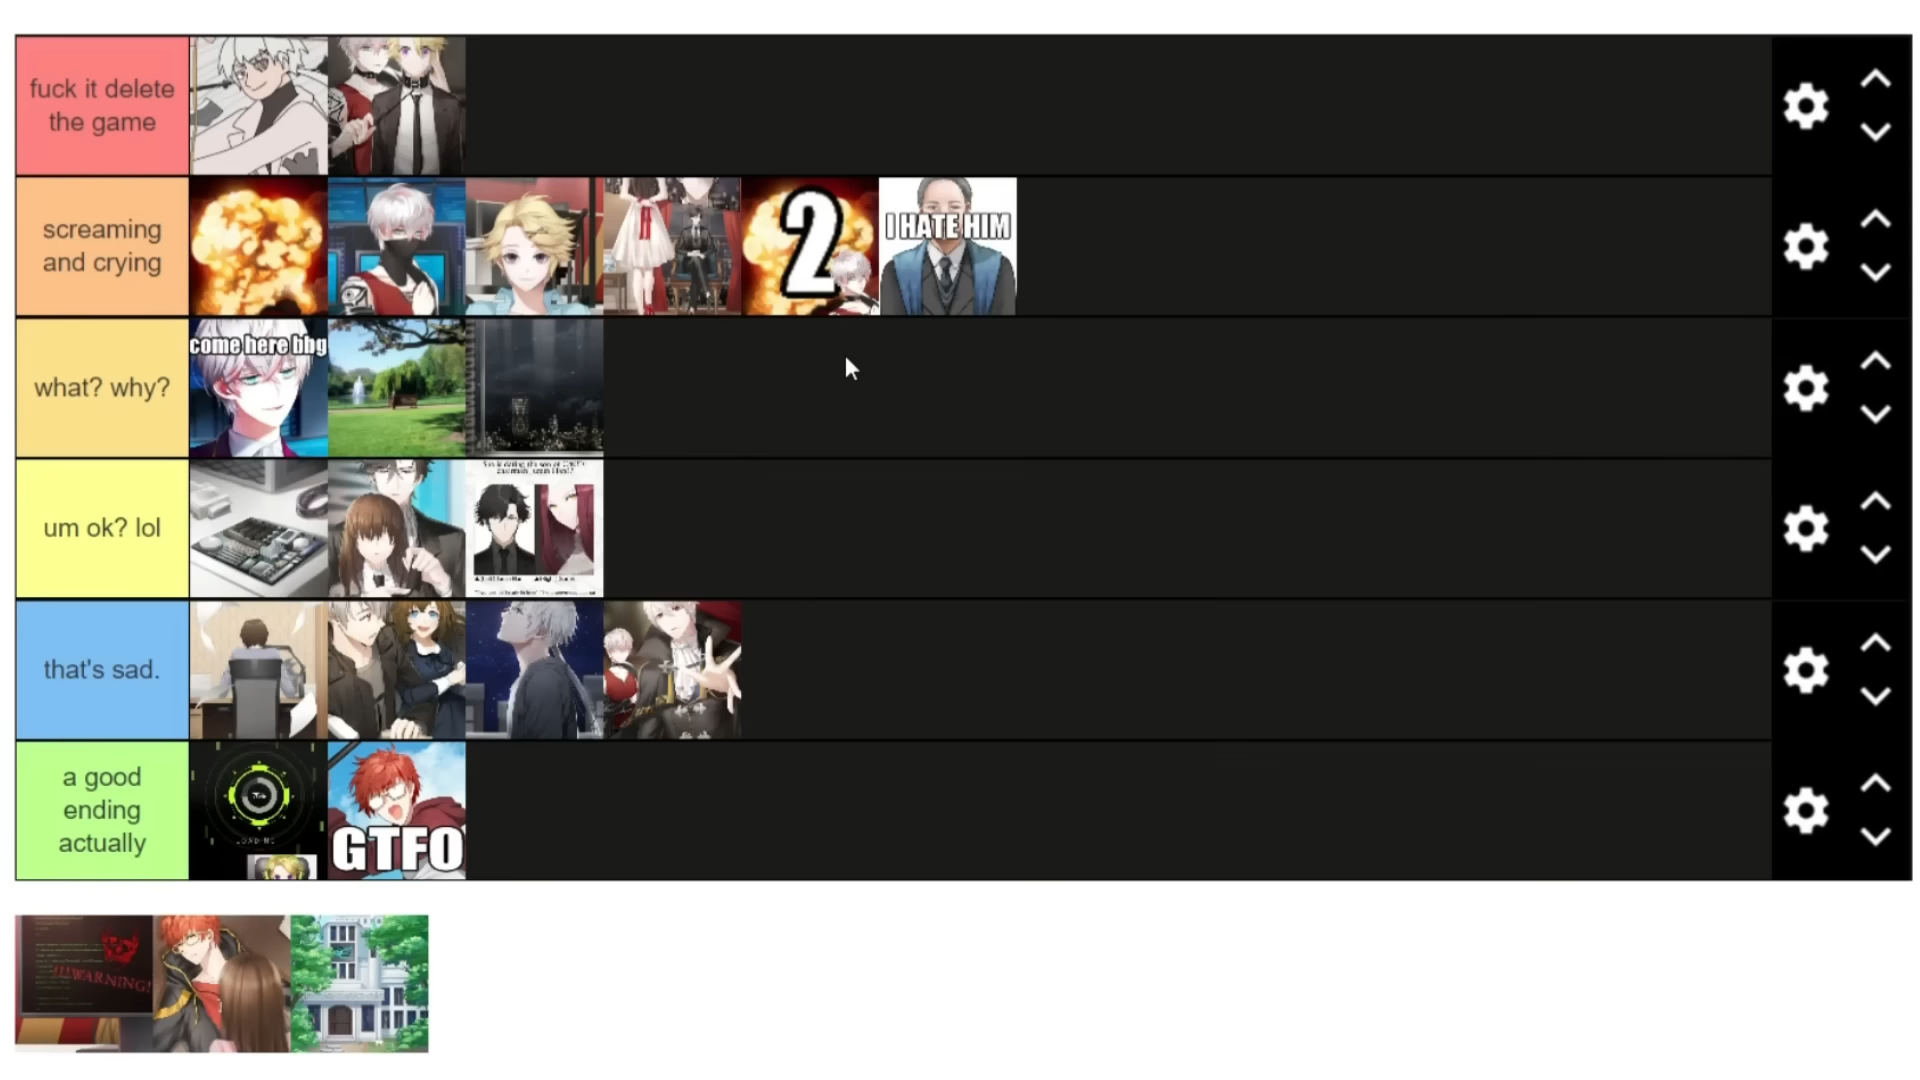 fuck it delete
the game
screaming
and crying
2
I HATE HIM
what? why?
come here bbg
um ok? lol
that's sad.
a good
ending
actually
LOADING
GTFO
!!!WARNING!